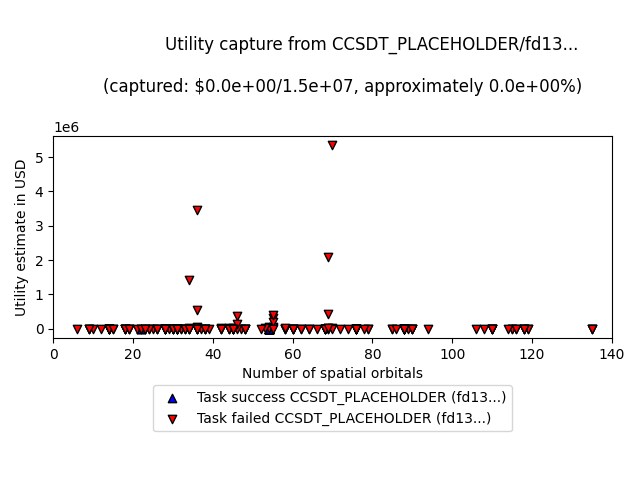 Utility capture from CCSDT_PLACEHOLDER/fd13...
(captured: $0.0e+00/1.5e+07, approximately 0.0e+00%)
1e6
5
4
3
2
1
0
Utility estimate in USD
0 20 40 60 80 100 120 140
Number of spatial orbitals
Task success CCSDT_PLACEHOLDER (fd13...)
Task failed CCSDT_PLACEHOLDER (fd13...)